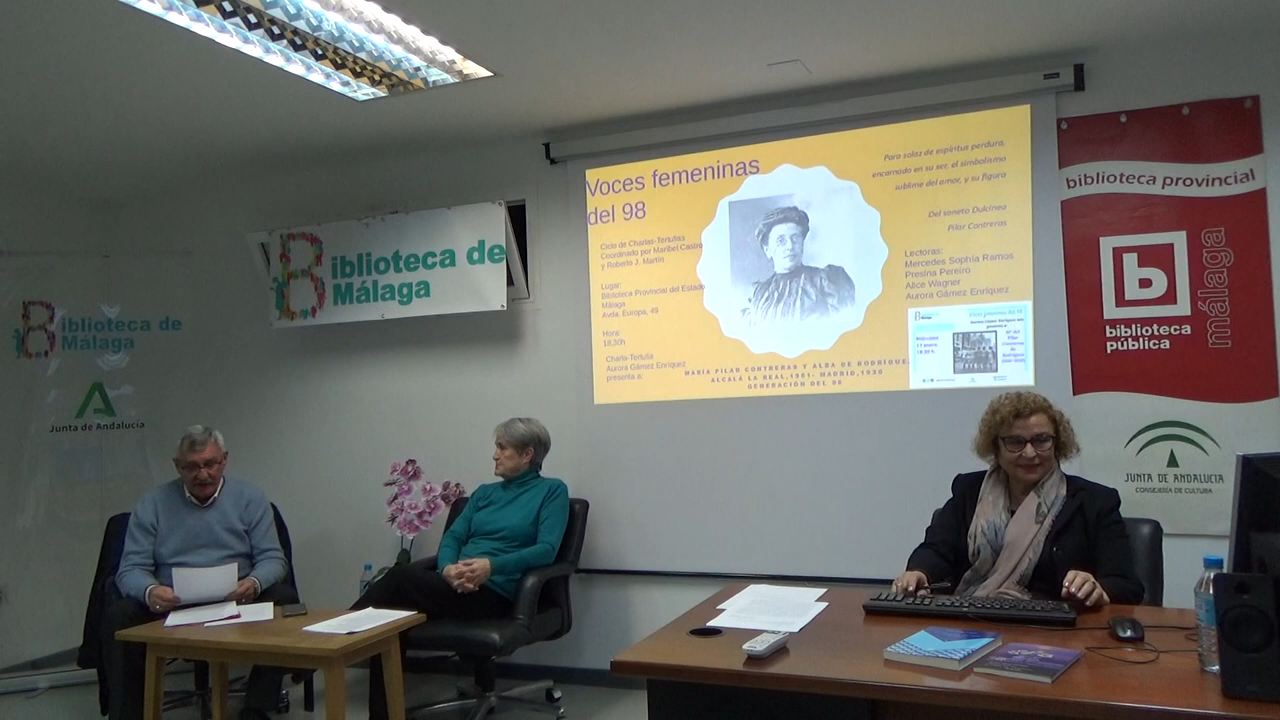 Biblioteca de
Málaga
Junta de Andalucía
Biblioteca de
Málaga
Voces femeninas
del 98
Ciclo de Charlas-Tertulias
Coordinado por Maribel Castro
y Roberto J. Martín
Lugar:
Biblioteca Provincial del Estado
Málaga
Avda. Europa, 49
Hora:
18,30h
Charla-Tertulia
Aurora Gámez Enríquez
presenta a:
Para solaz de espíritus perdura,
encarnado en su ser, el simbolismo
sublime del amor, y su figura
Del soneto Dulcinea
Pilar Contreras
Lectoras:
Mercedes Sophía Ramos
Presina Pereiro
Alice Wagner
Aurora Gámez Enríquez
MARÍA PILAR CONTRERAS Y ALBA DE RODRÍGUEZ,
ALCALÁ LA REAL,1861- MADRID,1930
GENERACIÓN DEL 98
biblioteca provincial
b
biblioteca
pública
málaga
JUNTA DE ANDALUCIA
CONSEJERÍA DE CULTURA